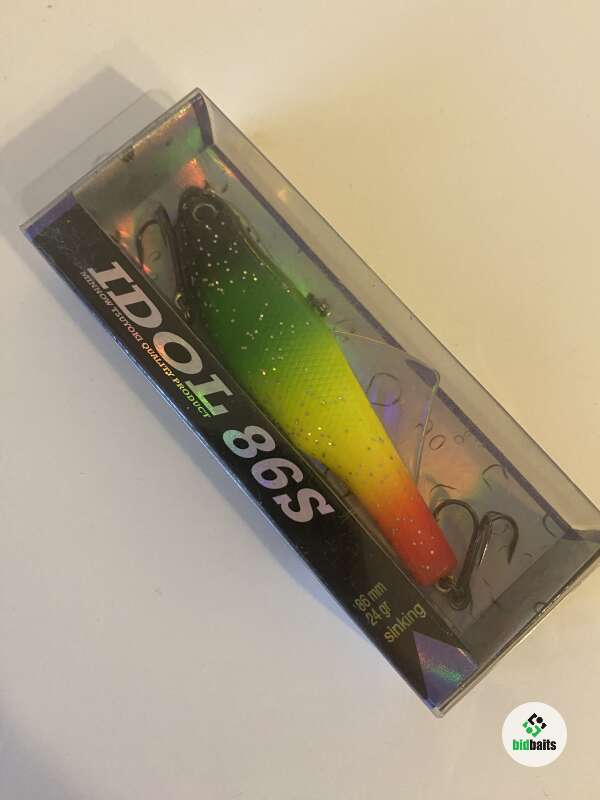 IDOL 86S
MINNOW TSUYOKI QUALITY PRODUCT
86 mm
24 gr
sinking
bidbaits